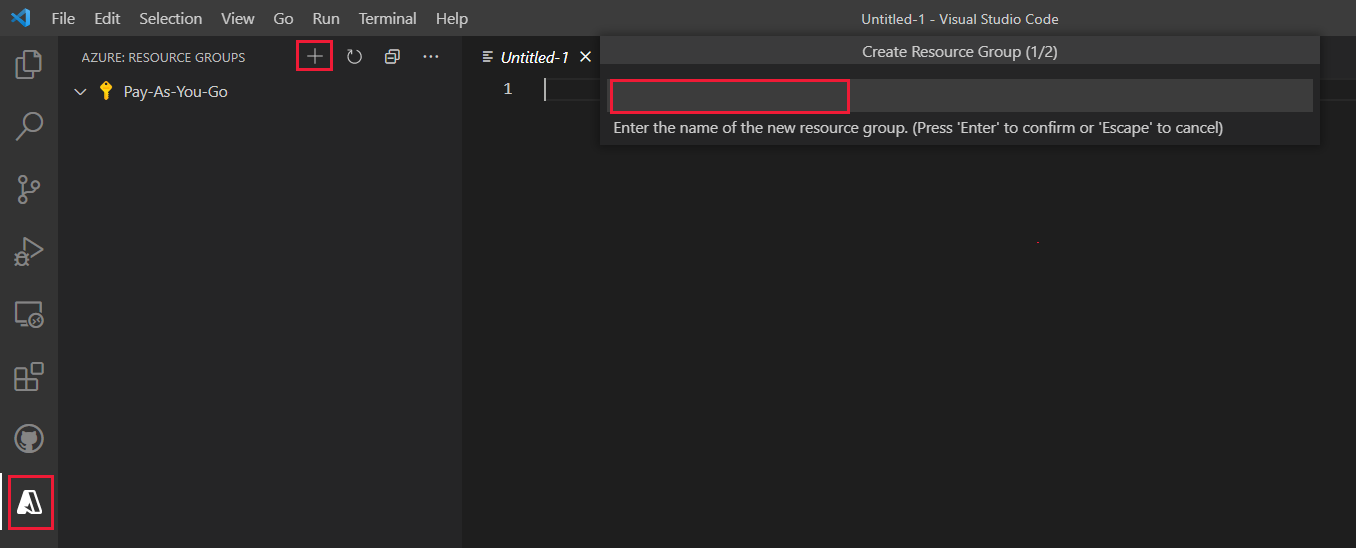 File Edit Selection View Go Run Terminal Help Untitled-1 - Visual Studio Code
AZURE: RESOURCE GROUPS
Pay-As-You-Go
Untitled-1
1
Create Resource Group (1/2)
Enter the name of the new resource group. (Press 'Enter' to confirm or 'Escape' to cancel)